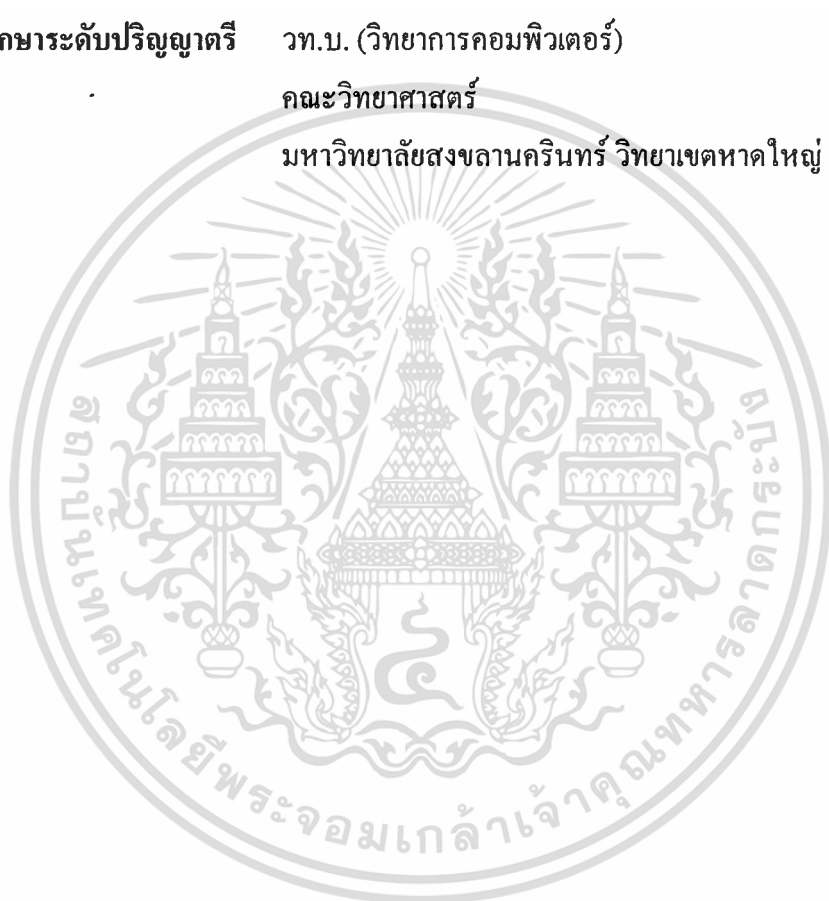 กษาระดับปริญญาตรี วท.บ. (วิทยาการคอมพิวเตอร์)
คณะวิทยาศาสตร์
มหาวิทยาลัยสงขลานครินทร์ วิทยาเขตหาดใหญ่
สถาบันเทคโนโลยีพระจอมเกล้าเจ้าคุณทหารลาดกระบัง
๔